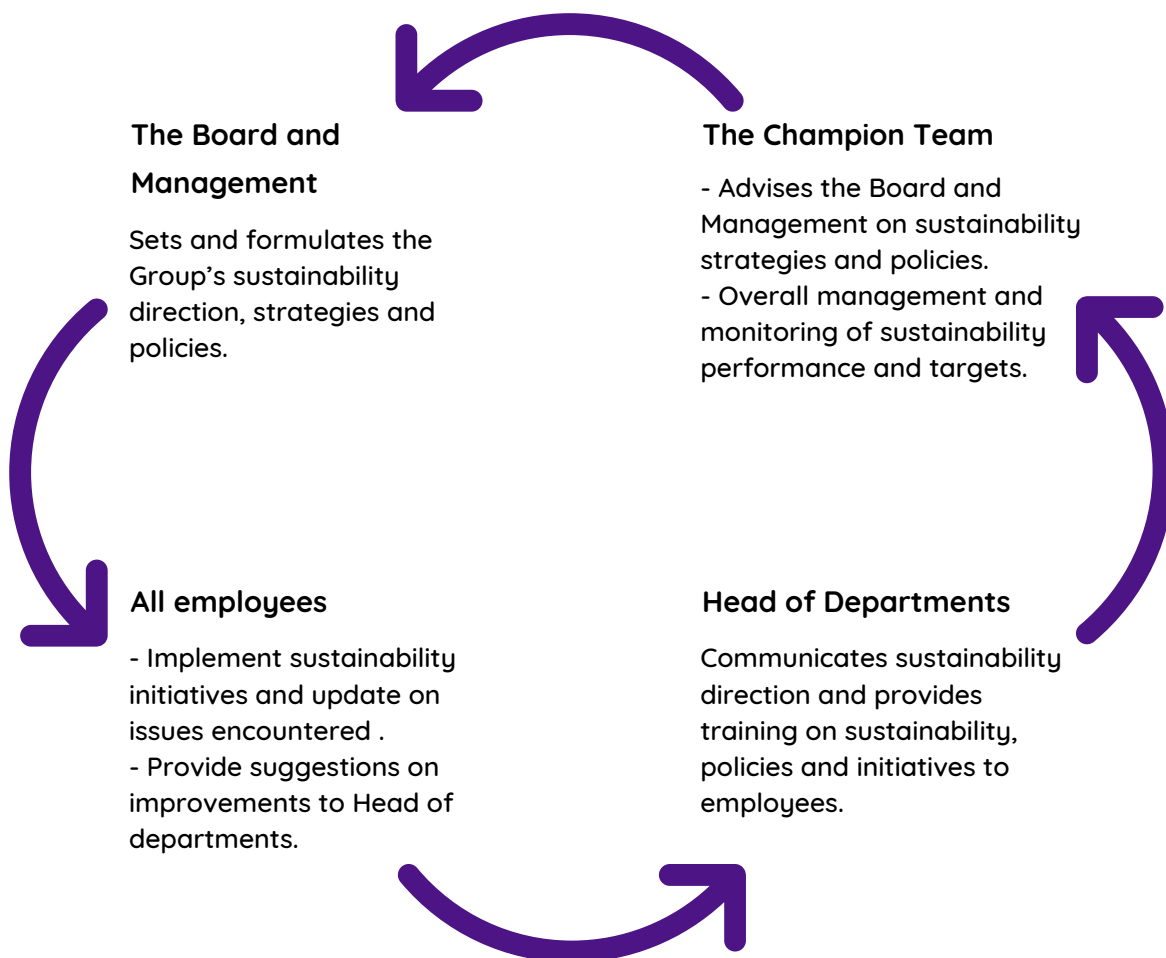 The Board and
Management
Sets and formulates the
Group’s sustainability
direction, strategies and
policies.
The Champion Team
- Advises the Board and
Management on sustainability
strategies and policies.
- Overall management and
monitoring of sustainability
performance and targets.
All employees
- Implement sustainability
initiatives and update on
issues encountered .
- Provide suggestions on
improvements to Head of
departments.
Head of Departments
Communicates sustainability
direction and provides
training on sustainability,
policies and initiatives to
employees.